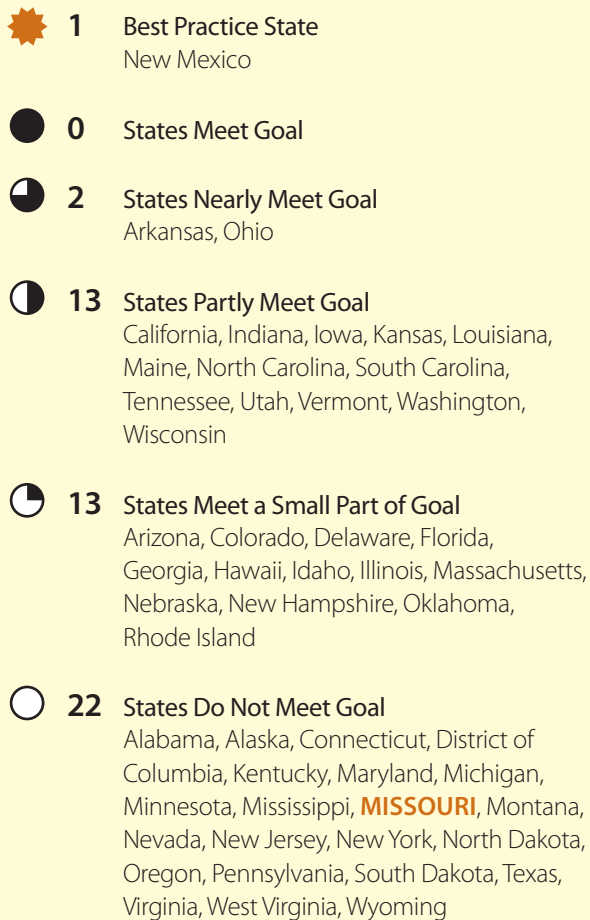 1 Best Practice State
New Mexico
0 States Meet Goal
2 States Nearly Meet Goal
Arkansas, Ohio
13 States Partly Meet Goal
California, Indiana, Iowa, Kansas, Louisiana,
Maine, North Carolina, South Carolina,
Tennessee, Utah, Vermont, Washington,
Wisconsin
13 States Meet a Small Part of Goal
Arizona, Colorado, Delaware, Florida,
Georgia, Hawaii, Idaho, Illinois, Massachusetts,
Nebraska, New Hampshire, Oklahoma,
Rhode Island
22 States Do Not Meet Goal
Alabama, Alaska, Connecticut, District of
Columbia, Kentucky, Maryland, Michigan,
Minnesota, Mississippi, MISSOURI, Montana,
Nevada, New Jersey, New York, North Dakota,
Oregon, Pennsylvania, South Dakota, Texas,
Virginia, West Virginia, Wyoming